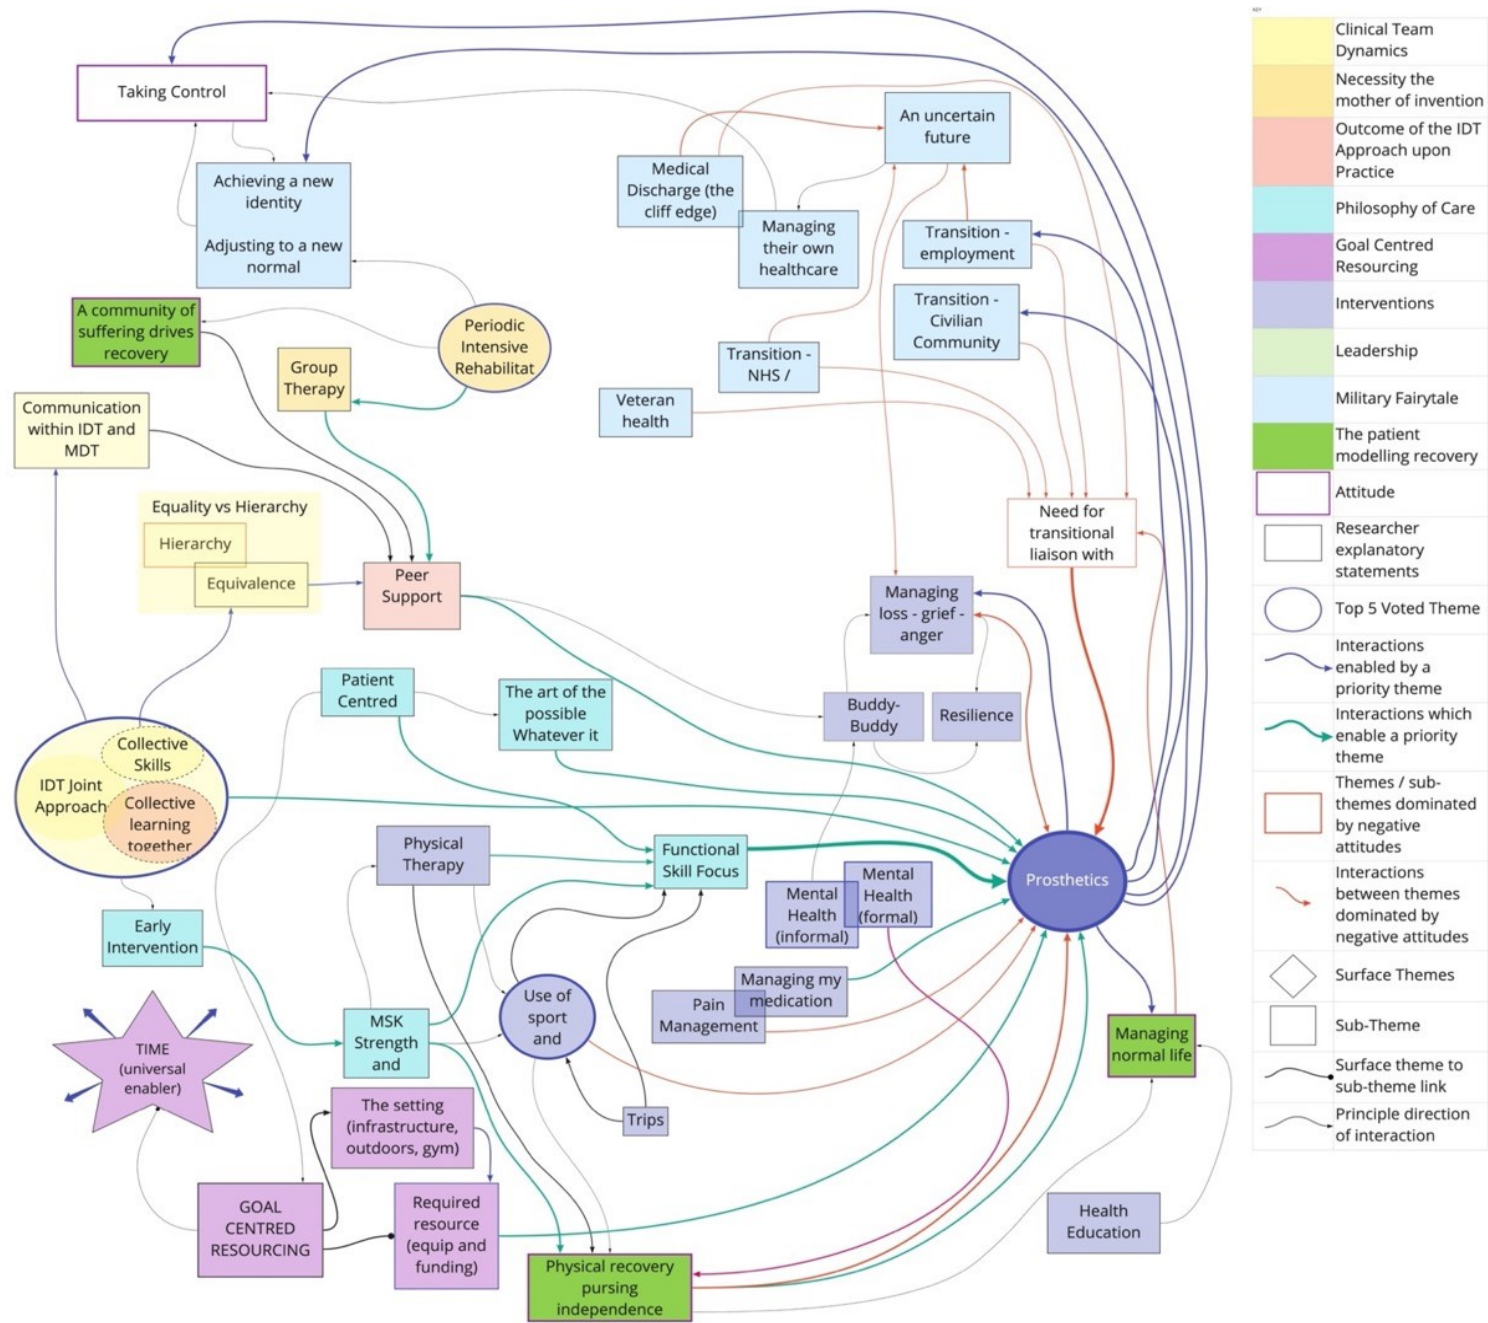 Taking Control
Achieving a new
identity
Adjusting to a new
normal
A community of
suffering drives
recovery
Periodic
Intensive
Rehabilitat
Group
Therapy
Communication
within IDT and
MDT
Equality vs Hierarchy
Hierarchy
Equivalence
Peer
Support
Medical
Discharge (the
cliff edge)
Managing
their own
healthcare
An uncertain
future
Transition -
employment
Transition -
Civilian
Community
Transition -
NHS /
Veteran
health
Need for
transitional
liaison with
Managing
loss - grief -
anger
Buddy-
Buddy
Resilience
Patient
Centred
The art of the
possible
Whatever it
Collective
Skills
IDT Joint
Approach
Collective
learning
together
Physical
Therapy
Functional
Skill Focus
Prosthetics
Mental
Health
(informal)
Mental
Health
(formal)
Early
Intervention
Managing my
medication
Pain
Management
Use of
sport
and
MSK
Strength
and
Managing
normal life
TIME
(universal
enabler)
The setting
(infrastructure,
outdoors, gym)
Trips
GOAL
CENTRED
RESOURCING
Required
resource
(equip and
funding)
Health
Education
Physical recovery
pursing
independence
KEY
Clinical Team
Dynamics
Necessity the
mother of invention
Outcome of the IDT
Approach upon
Practice
Philosophy of Care
Goal Centred
Resourcing
Interventions
Leadership
Military Fairytale
The patient
modelling recovery
Attitude
Researcher
explanatory
statements
Top 5 Voted Theme
Interactions
enabled by a
priority theme
Interactions which
enable a priority
theme
Themes / sub-
themes dominated
by negative
attitudes
Interactions
between themes
dominated by
negative attitudes
Surface Themes
Sub-Theme
Surface theme to
sub-theme link
Principle direction
of interaction